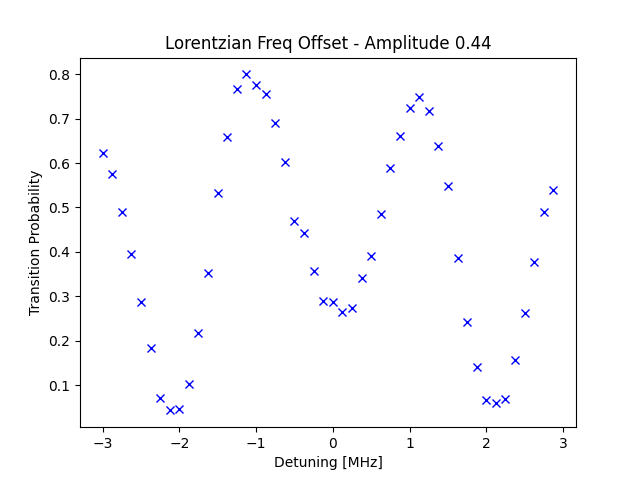 Lorentzian Freq Offset - Amplitude 0.44
0.8
0.7
0.6
0.5
0.4
0.3
0.2
0.1
Transition Probability
−3 −2 −1 0 1 2 3
Detuning [MHz]